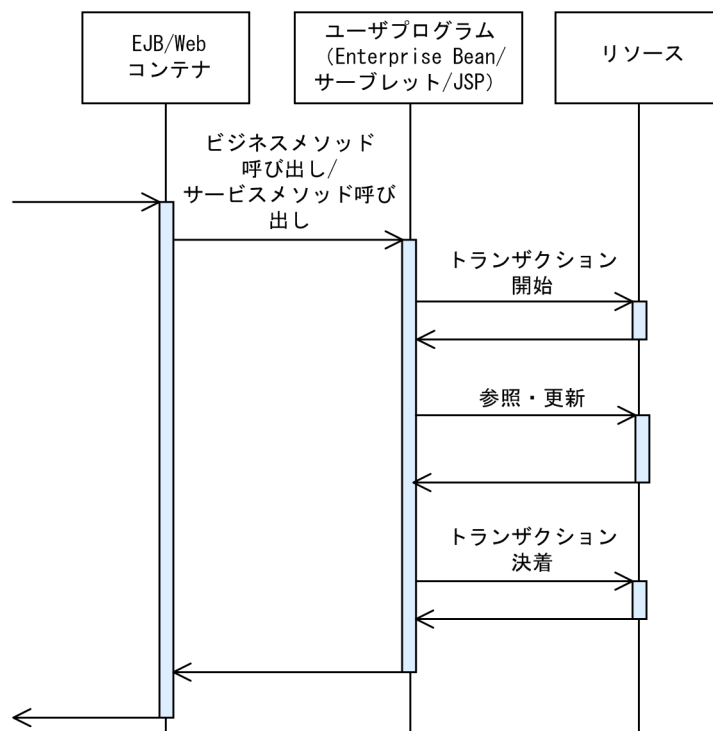 EJB/Web
コンテナ
ユーザプログラム
(Enterprise Bean/
サーブレット/JSP)
リソース
ビジネスメソッド
呼び出し/
サービスメソッド呼び
出し
トランザクション
開始
参照・更新
トランザクション
決着